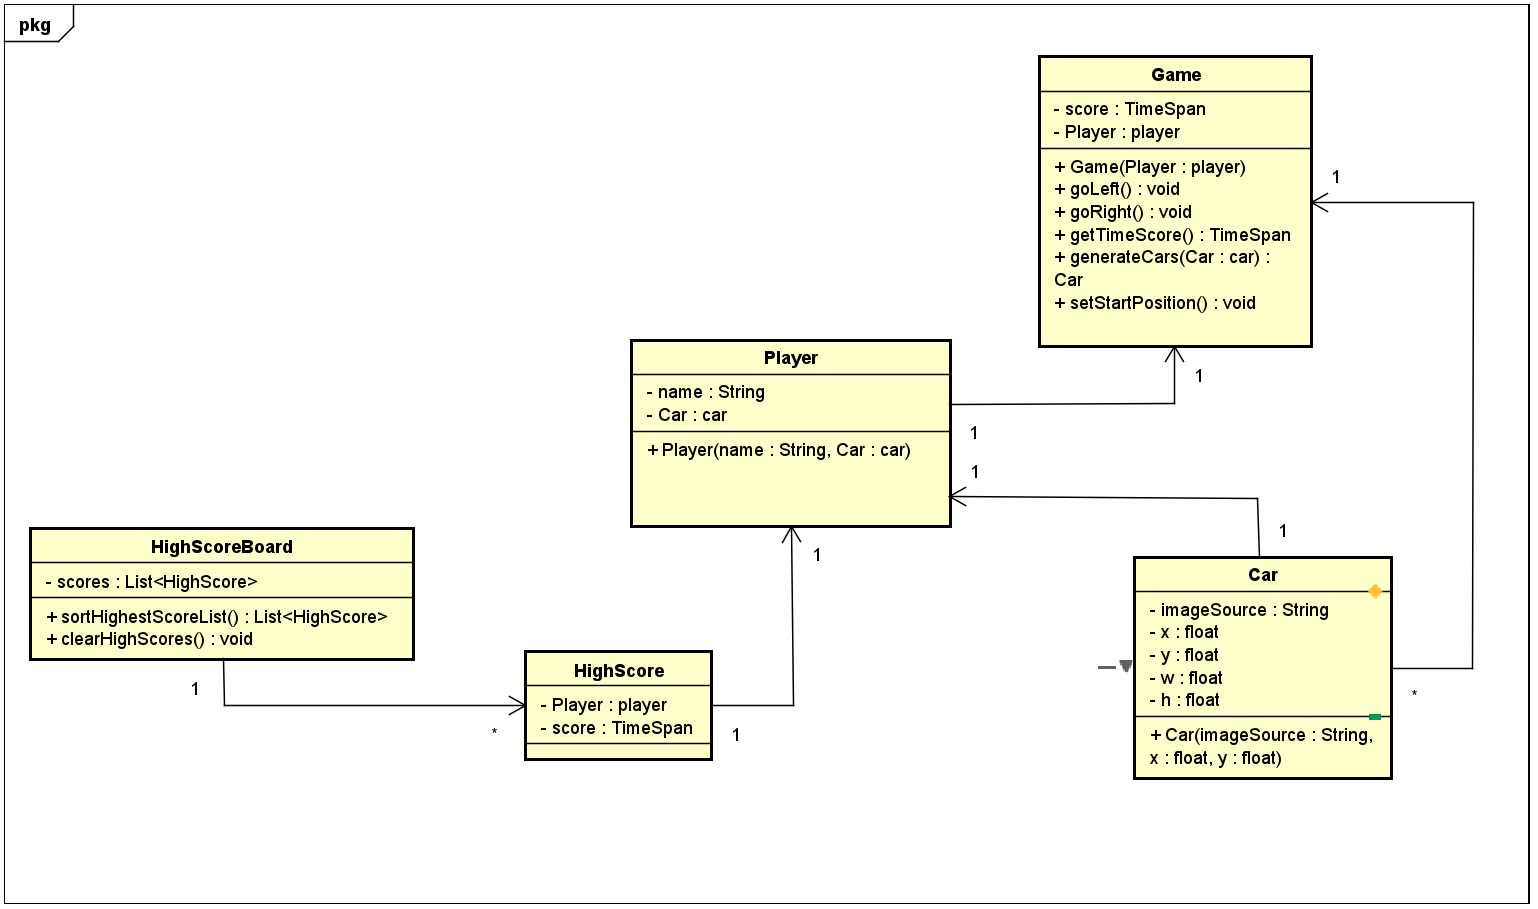 pkg
Game
- score : TimeSpan
- Player : player
+ Game(Player : player)
+ goLeft() : void
+ goRight() : void
+ getTimeScore() : TimeSpan
+ generateCars(Car : car) :
Car
+ setStartPosition() : void
1
1
Player
- name : String
- Car : car
+ Player(name : String, Car : car)
1
1
1
1
HighScoreBoard
- scores : List<HighScore>
+ sortHighestScoreList() : List<HighScore>
+ clearHighScores() : void
1
*
HighScore
- Player : player
- score : TimeSpan
1
Car
- imageSource : String
- x : float
- y : float
- w : float
- h : float
+ Car(imageSource : String,
x : float, y : float)
*